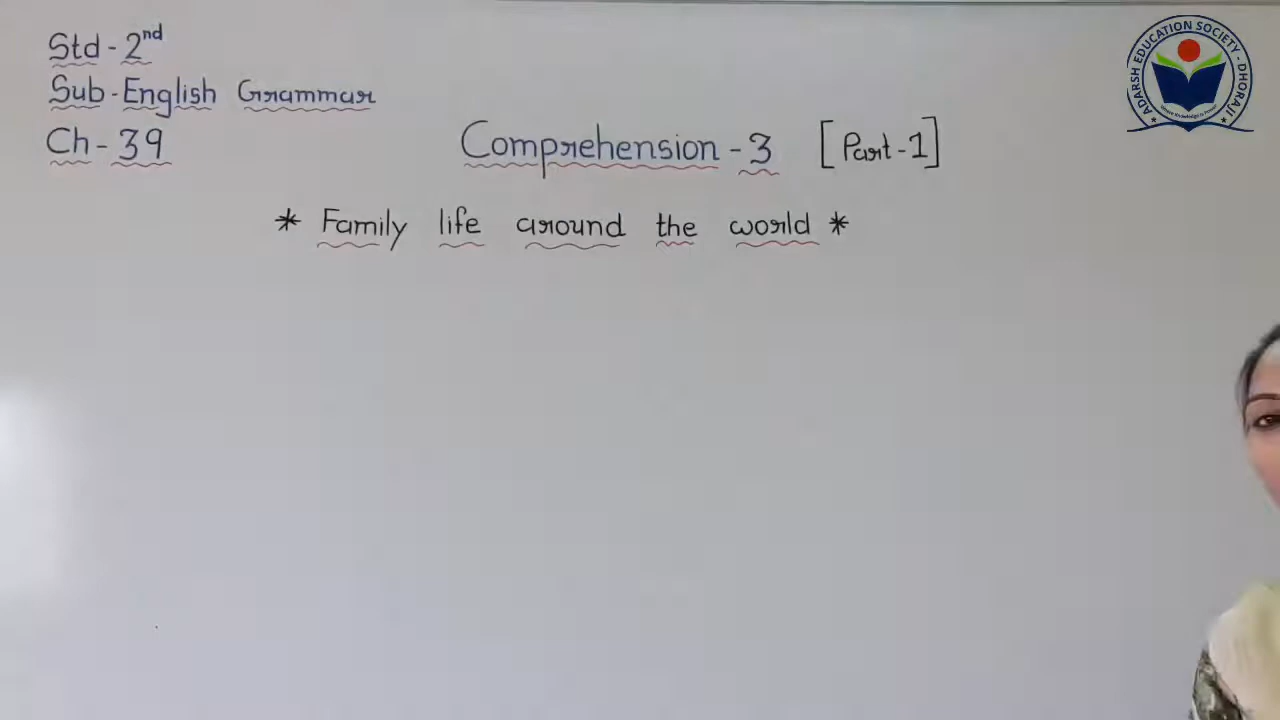 Std - 2nd
Sub - English Grammar
Ch - 39
Comprehension - 3 [Part - 1]
* Family life around the world *
ADARSH EDUCATION SOCIETY - DHORAJI